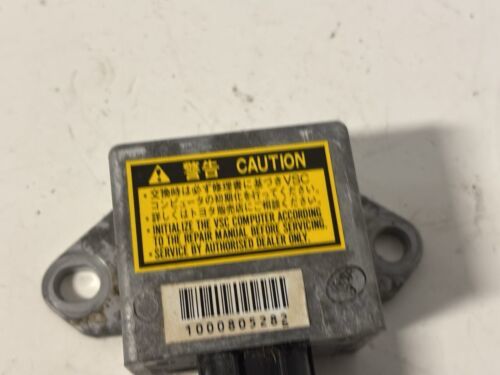 警告 CAUTION
・交換時は必ず修理書に基づきVSC
コンピュータの初期化を行ってください。
・詳しくはトヨタ販売店にご相談ください。
・INITIALIZE THE VSC COMPUTER ACCORDING
TO THE REPAIR MANUAL BEFORE SERVICING.
・SERVICE BY AUTHORISED DEALER ONLY.
1000805282